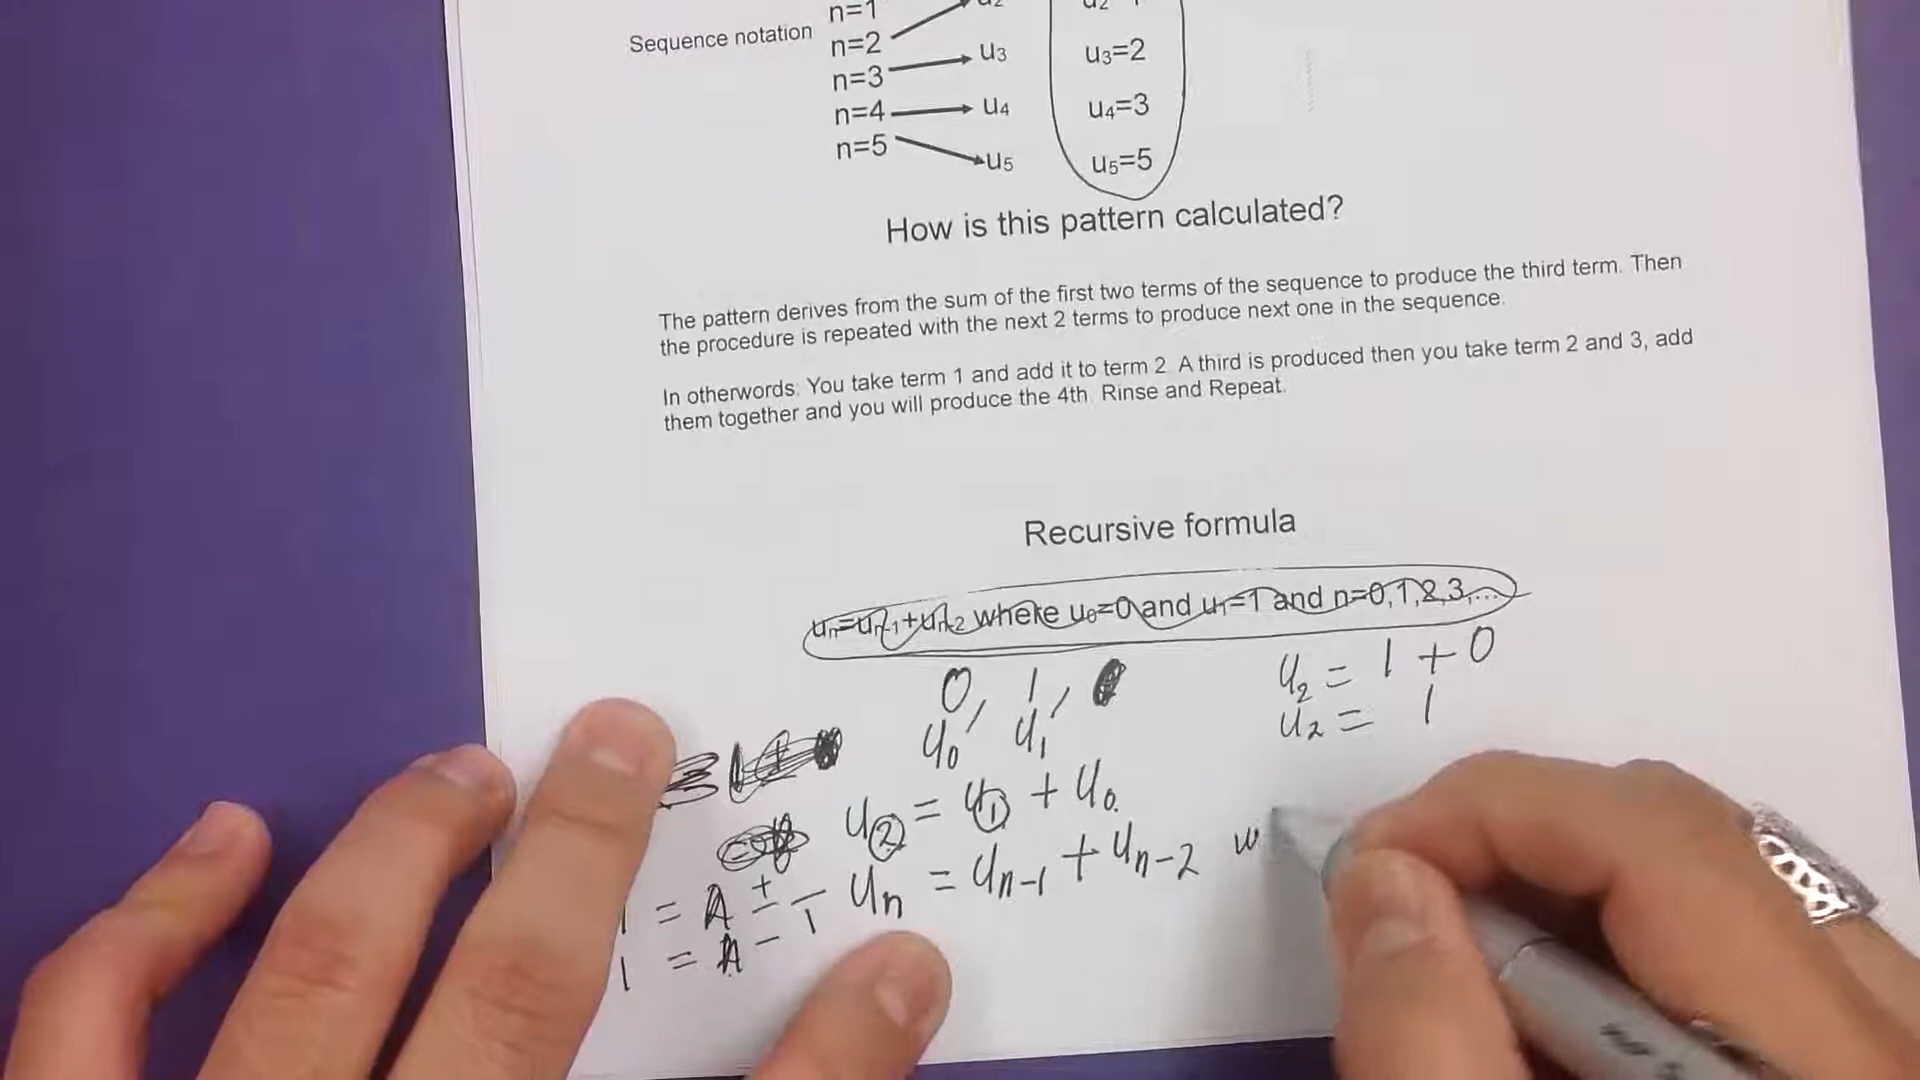 n=1
Sequence notation n=2
n=3 u3 u3=2
n=4 u4 u4=3
n=5 u5 u5=5
How is this pattern calculated?
The pattern derives from the sum of the first two terms of the sequence to produce the third term. Then
the procedure is repeated with the next 2 terms to produce next one in the sequence.
In otherwords: You take term 1 and add it to term 2. A third is produced then you take term 2 and 3, add
them together and you will produce the 4th. Rinse and Repeat.
Recursive formula
un=un-1+un-2 where u0=0 and u1=1 and n=0,1,2,3,...
0, 1,
u0 u1
u2 = 1 + 0
u2 = 1
u2 = u1 + u0
un = un-1 + un-2 w